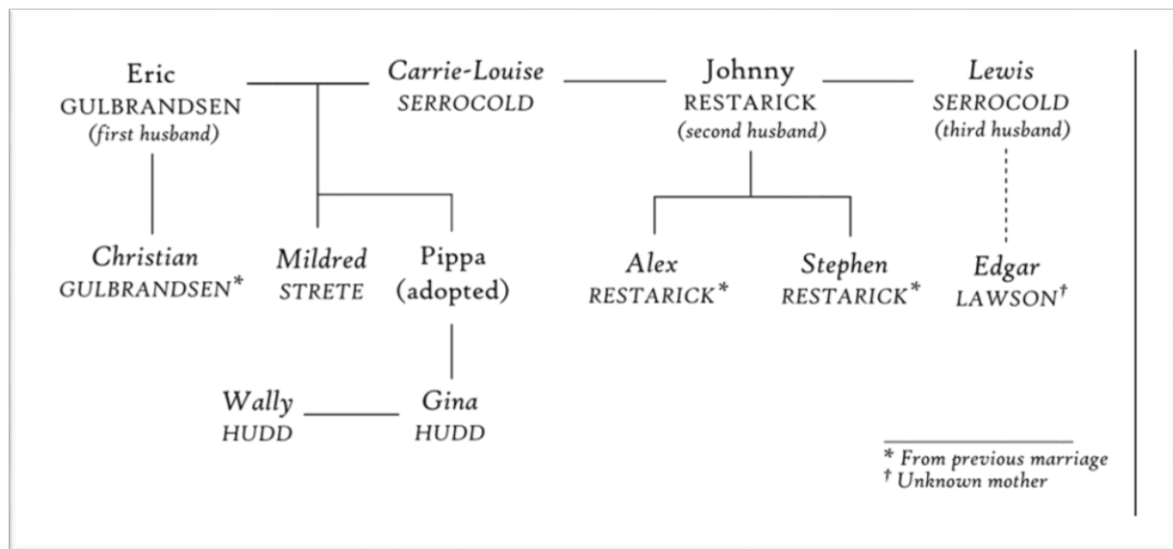 Eric
GULBRANDSEN
(first husband)
Carrie-Louise
SERROCOLD
Johnny
RESTARICK
(second husband)
Lewis
SERROCOLD
(third husband)
Christian
GULBRANDSEN*
Mildred
STRETE
Pippa
(adopted)
Alex
RESTARICK*
Stephen
RESTARICK*
Edgar
LAWSON†
Wally
HUDD
Gina
HUDD
* From previous marriage
† Unknown mother